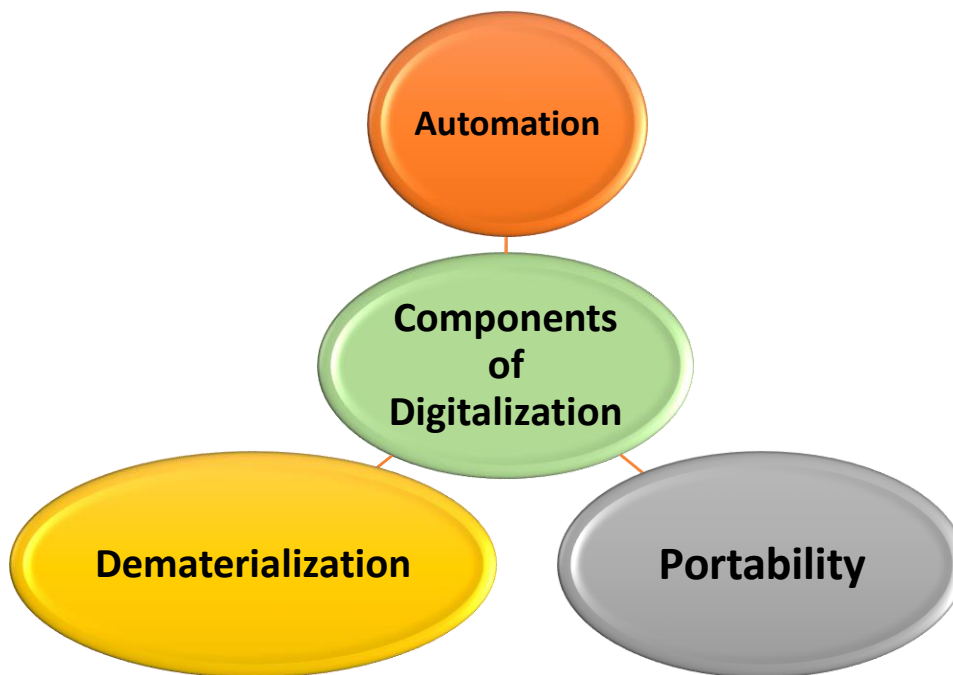 Automation
Components
of
Digitalization
Dematerialization
Portability